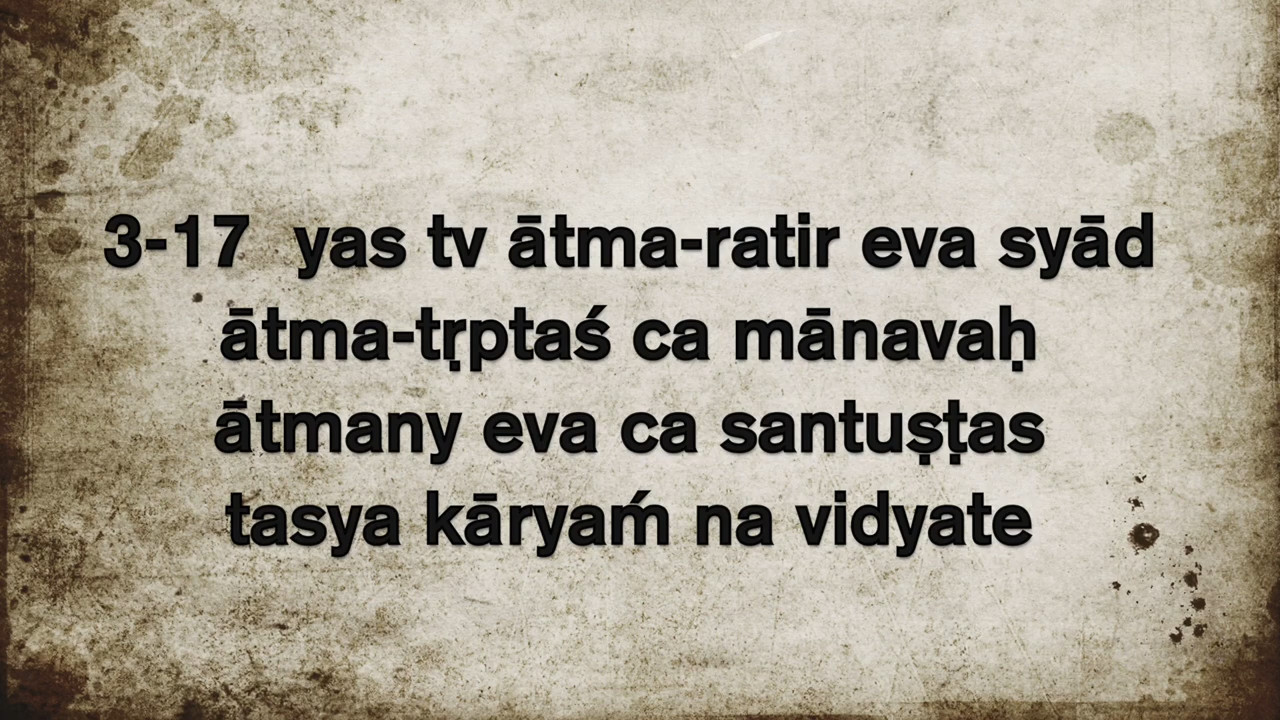 3-17 yas tv ātma-ratir eva syād
ātma-tṛptaś ca mānavaḥ
ātmany eva ca santuṣṭas
tasya kāryaḿ na vidyate